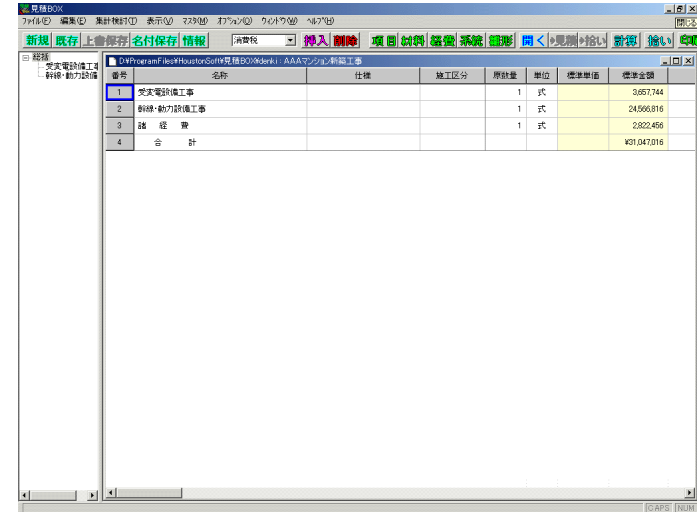 見積BOX
ファイル(F) 編集(E) 集計検討(T) 表示(V) マスタ(M) オプション(O) ウィンドウ(W) ヘルプ(H)
閉じる
新規 既存 上書保存 名付保存 情報 消費税 挿入 削除 項目 材料 経費 系統 雛形 開く 見積 拾い 計算 拾い 印刷
総括
受変電設備工事
幹線・動力設備
D:¥ProgramFiles¥HoustonSoft¥見積BOX¥denki : AAAマンション新築工事
番号 名称 仕様 施工区分 原数量 単位 標準単価 標準金額
1 受変電設備工事 1 式 3,657,744
2 幹線・動力設備工事 1 式 24,566,816
3 諸 経 費 1 式 2,822,456
4 合 計 ¥31,047,016
CAPS NUM